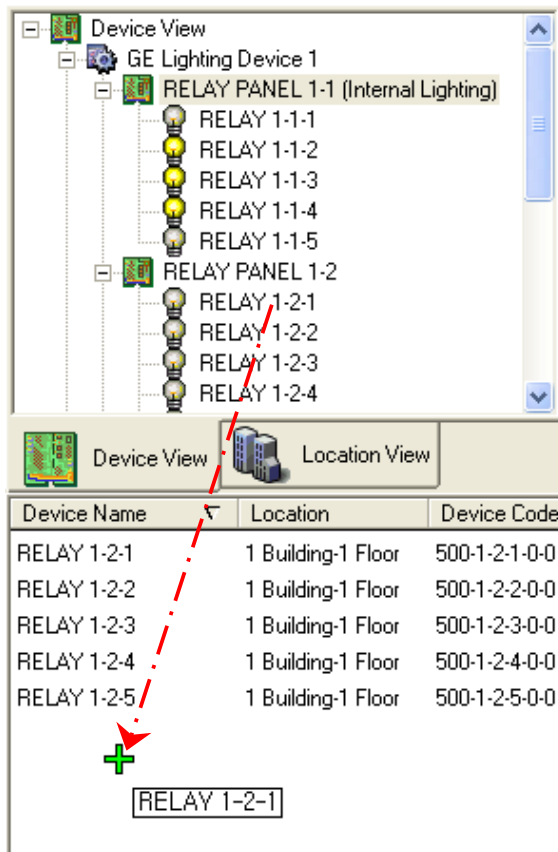 Device View
GE Lighting Device 1
RELAY PANEL 1-1 (Internal Lighting)
RELAY 1-1-1
RELAY 1-1-2
RELAY 1-1-3
RELAY 1-1-4
RELAY 1-1-5
RELAY PANEL 1-2
RELAY 1-2-1
RELAY 1-2-2
RELAY 1-2-3
RELAY 1-2-4
Device View Location View
Device Name Location Device Code
RELAY 1-2-1 1 Building-1 Floor 500-1-2-1-0-0
RELAY 1-2-2 1 Building-1 Floor 500-1-2-2-0-0
RELAY 1-2-3 1 Building-1 Floor 500-1-2-3-0-0
RELAY 1-2-4 1 Building-1 Floor 500-1-2-4-0-0
RELAY 1-2-5 1 Building-1 Floor 500-1-2-5-0-0
RELAY 1-2-1